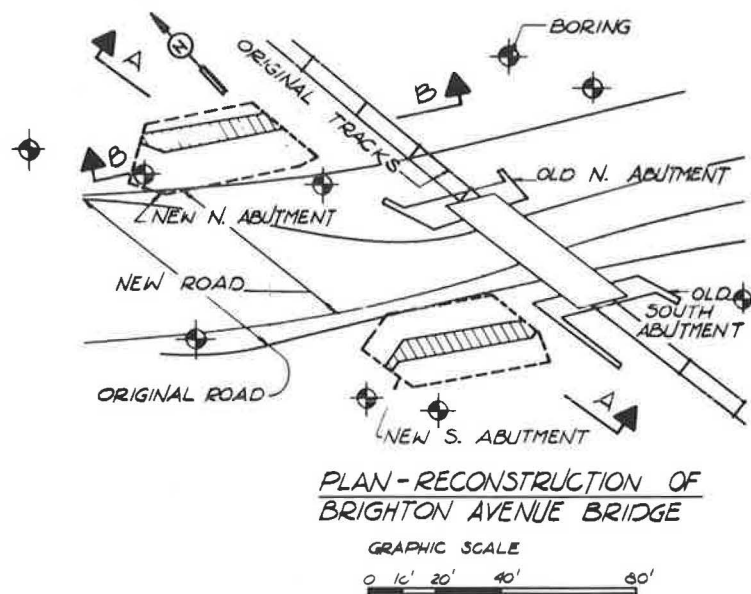 BORING
A
N
ORIGINAL TRACKS
B
B
OLD N. ABUTMENT
NEW N. ABUTMENT
NEW ROAD
OLD
SOUTH
ABUTMENT
ORIGINAL ROAD
A
NEW S. ABUTMENT
PLAN-RECONSTRUCTION OF
BRIGHTON AVENUE BRIDGE
GRAPHIC SCALE
0 10' 20' 40' 80'